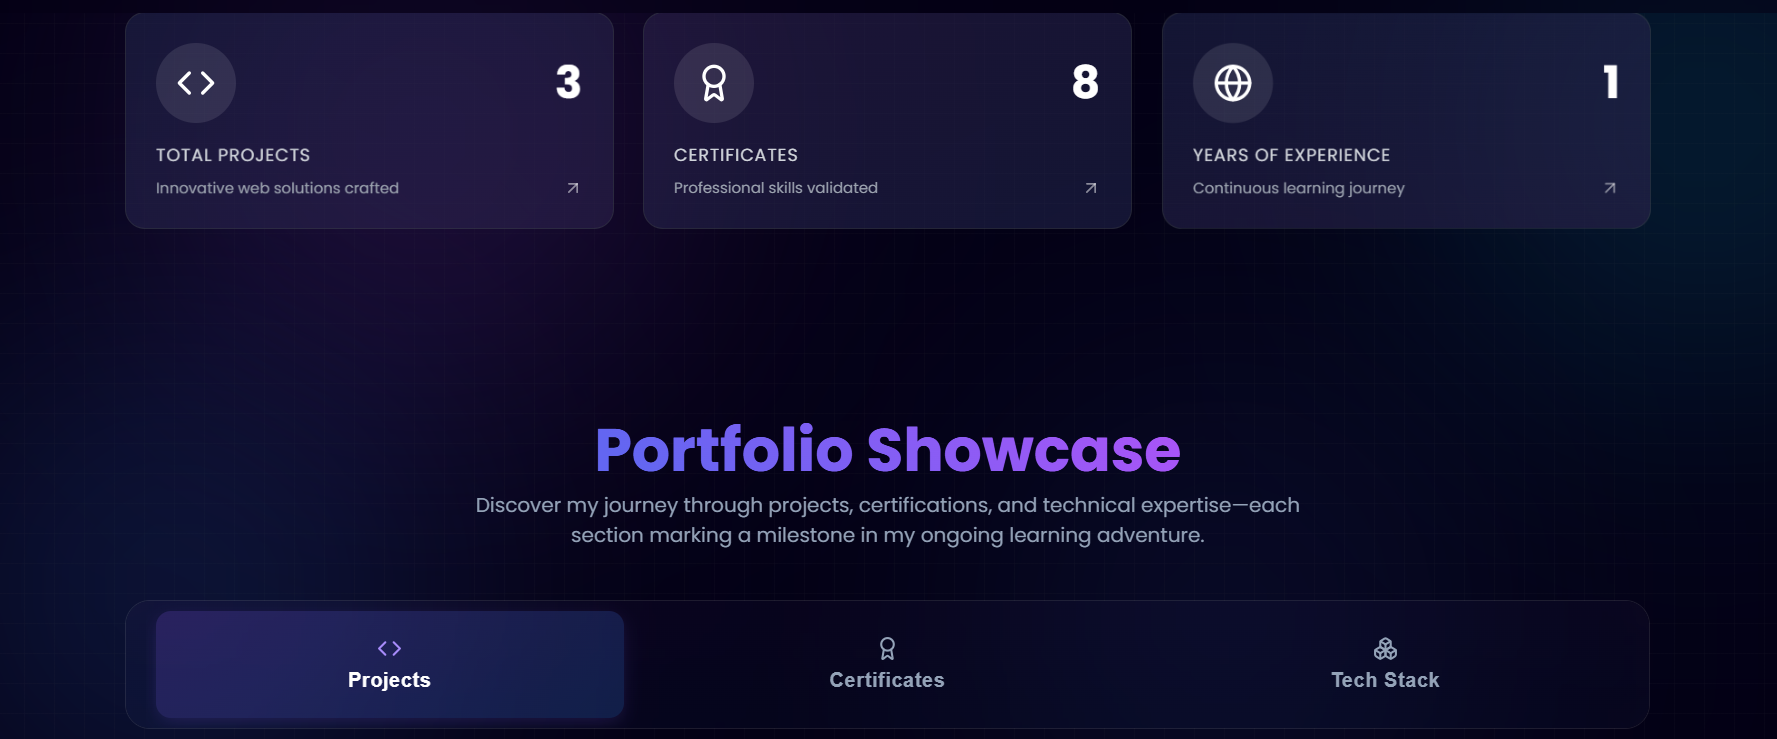 3
TOTAL PROJECTS
Innovative web solutions crafted
8
CERTIFICATES
Professional skills validated
1
YEARS OF EXPERIENCE
Continuous learning journey
Portfolio Showcase
Discover my journey through projects, certifications, and technical expertise—each
section marking a milestone in my ongoing learning adventure.
Projects
Certificates
Tech Stack